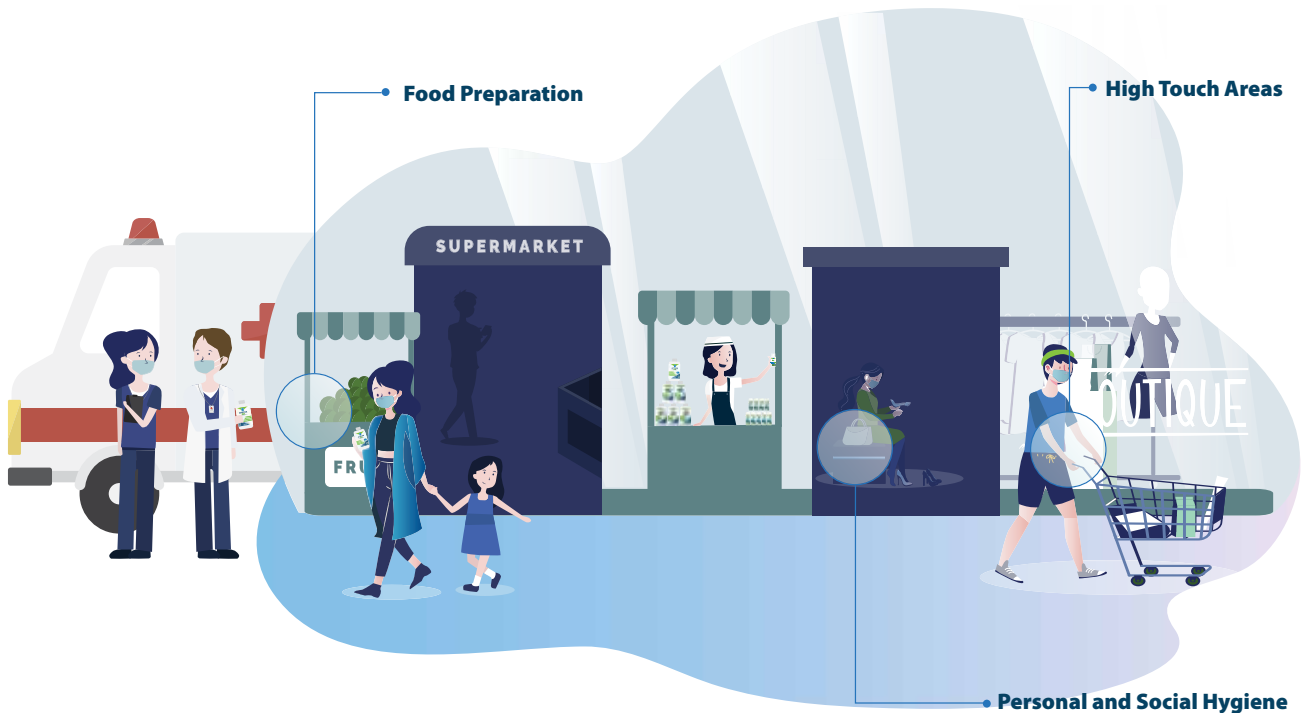 High Touch Areas
Food Preparation
SUPERMARKET
FRU
OUTIQUE
Personal and Social Hygiene